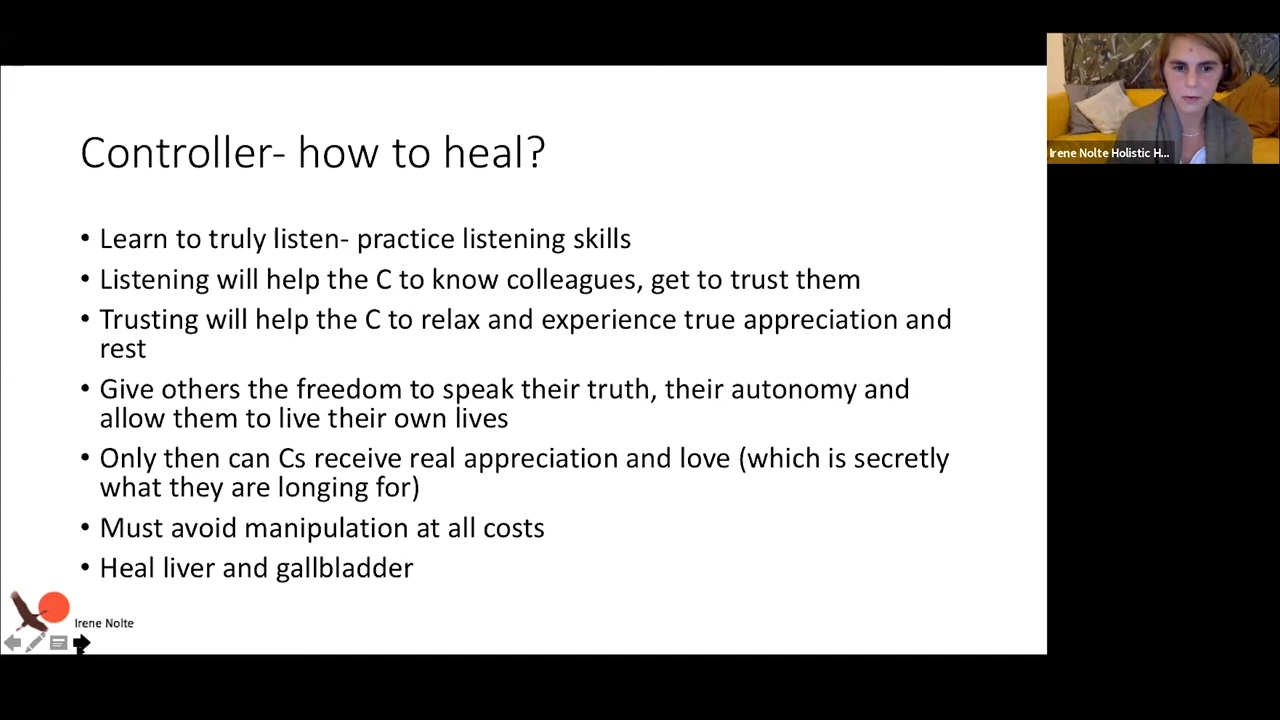 Controller- how to heal?
• Learn to truly listen- practice listening skills
• Listening will help the C to know colleagues, get to trust them
• Trusting will help the C to relax and experience true appreciation and
rest
• Give others the freedom to speak their truth, their autonomy and
allow them to live their own lives
• Only then can Cs receive real appreciation and love (which is secretly
what they are longing for)
• Must avoid manipulation at all costs
• Heal liver and gallbladder
Irene Nolte
Irene Nolte Holistic H...